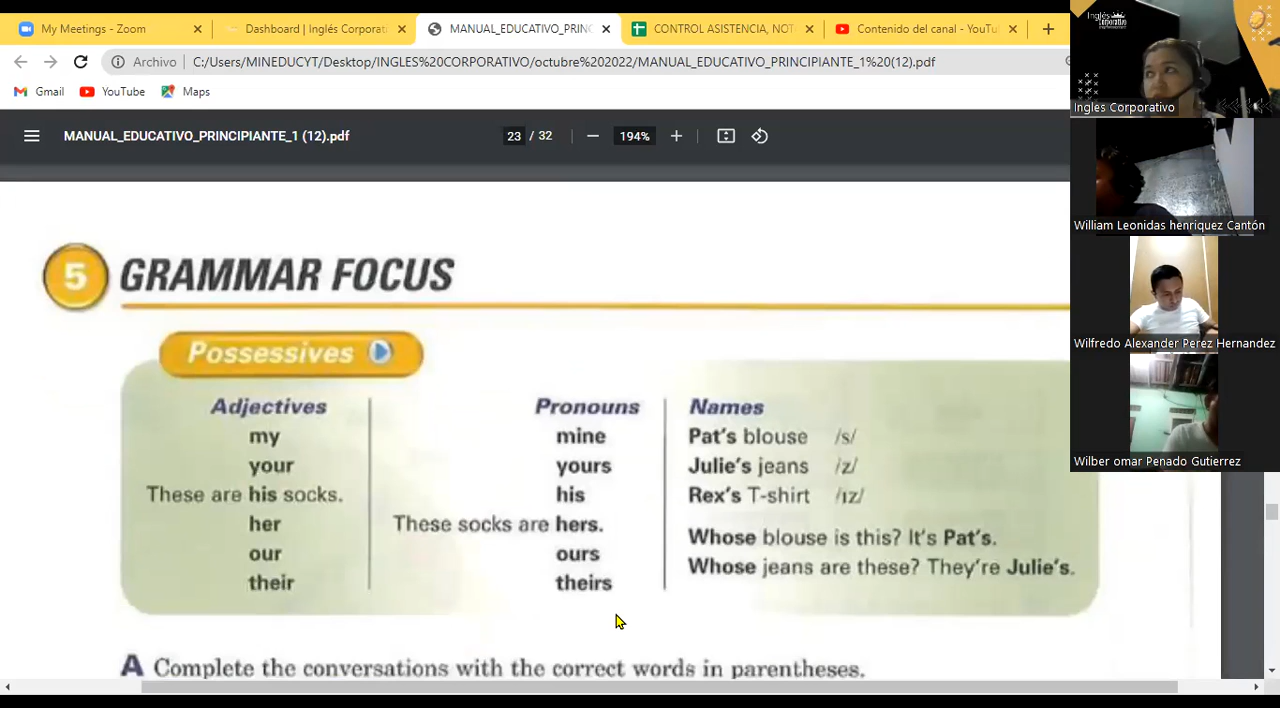 My Meetings - Zoom
Dashboard | Inglés Corporati
MANUAL_EDUCATIVO_PRINC
CONTROL ASISTENCIA, NOT
Contenido del canal - YouTu
Archivo
C:/Users/MINEDUCYT/Desktop/INGLES%20CORPORATIVO/octubre%202022/MANUAL_EDUCATIVO_PRINCIPIANTE_1%20(12).pdf
Gmail
YouTube
Maps
MANUAL_EDUCATIVO_PRINCIPIANTE_1 (12).pdf
23 / 32
194%
5 GRAMMAR FOCUS
Possessives
Adjectives
my
your
These are his socks.
her
our
their
Pronouns
mine
yours
his
These socks are hers.
ours
theirs
Names
Pat's blouse /s/
Julie's jeans /z/
Rex's T-shirt /ɪz/
Whose blouse is this? It's Pat's.
Whose jeans are these? They're Julie's.
A Complete the conversations with the correct words in parentheses.
Inglés
Corporativo
Inglés Corporativo
William Leonidas henriquez Cantón
Wilfredo Alexander Perez Hernandez
Wilber omar Penado Gutierrez